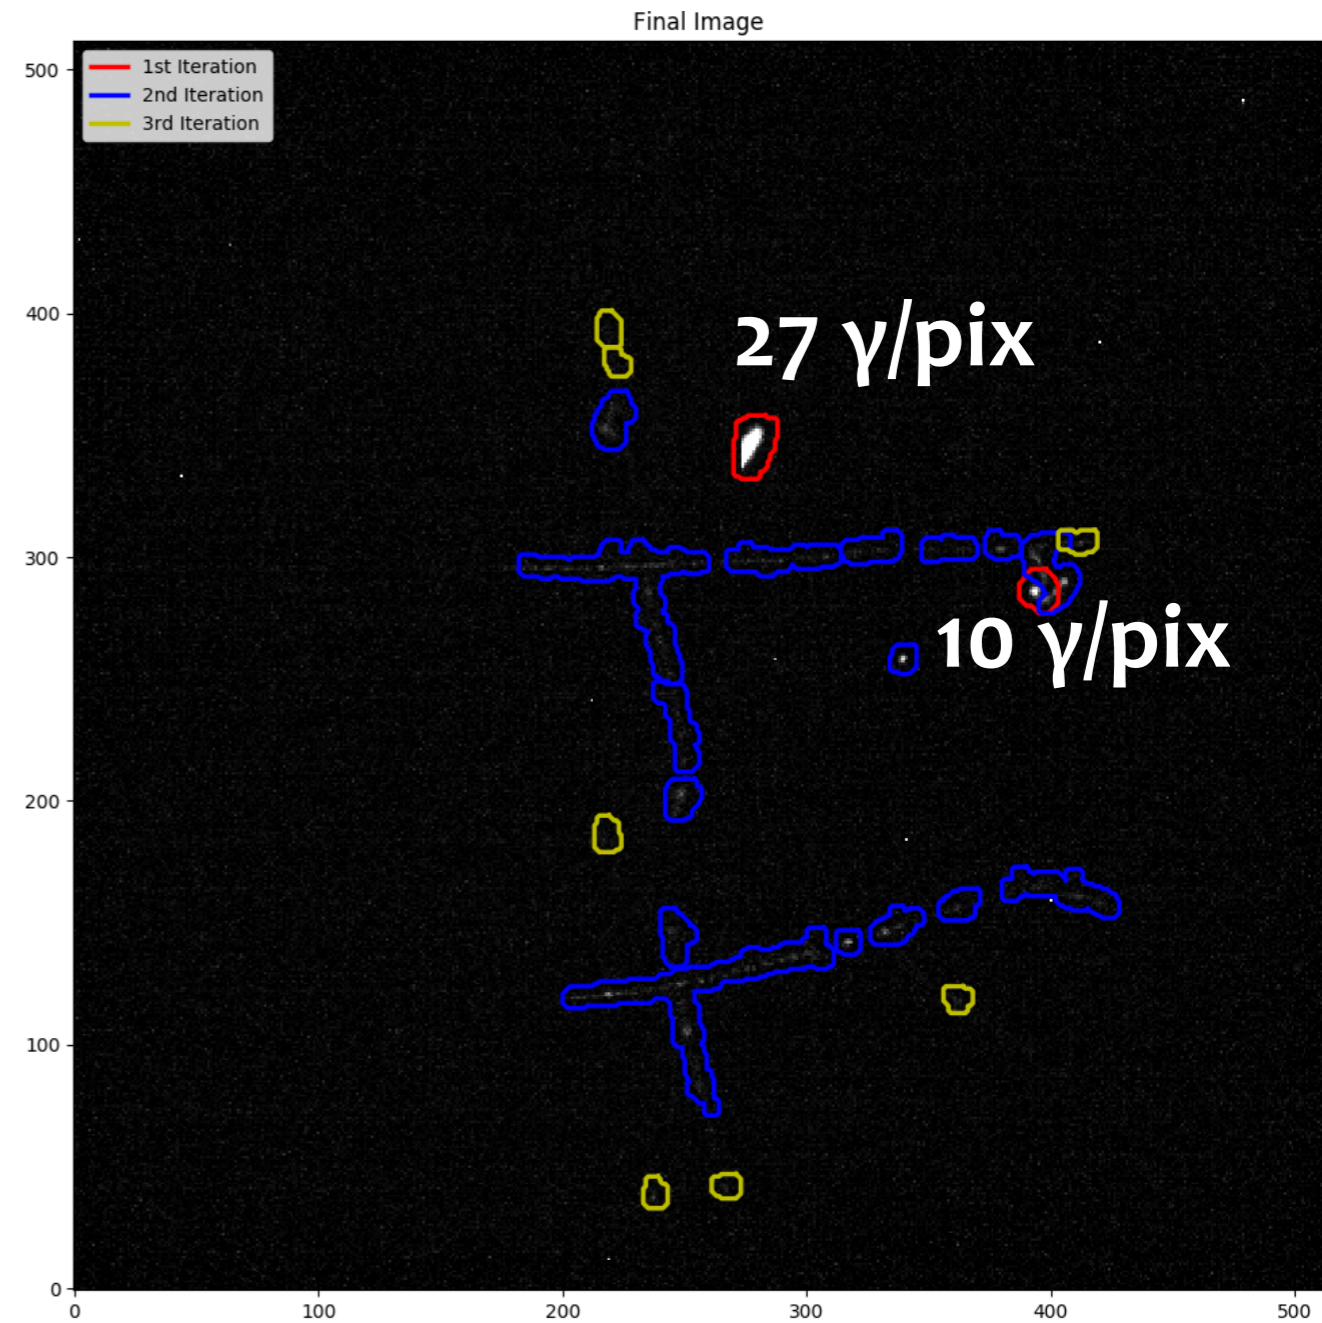 Final Image
500
1st Iteration
2nd Iteration
3rd Iteration
400
27 γ/pix
300
10 γ/pix
200
100
0
0 100 200 300 400 500